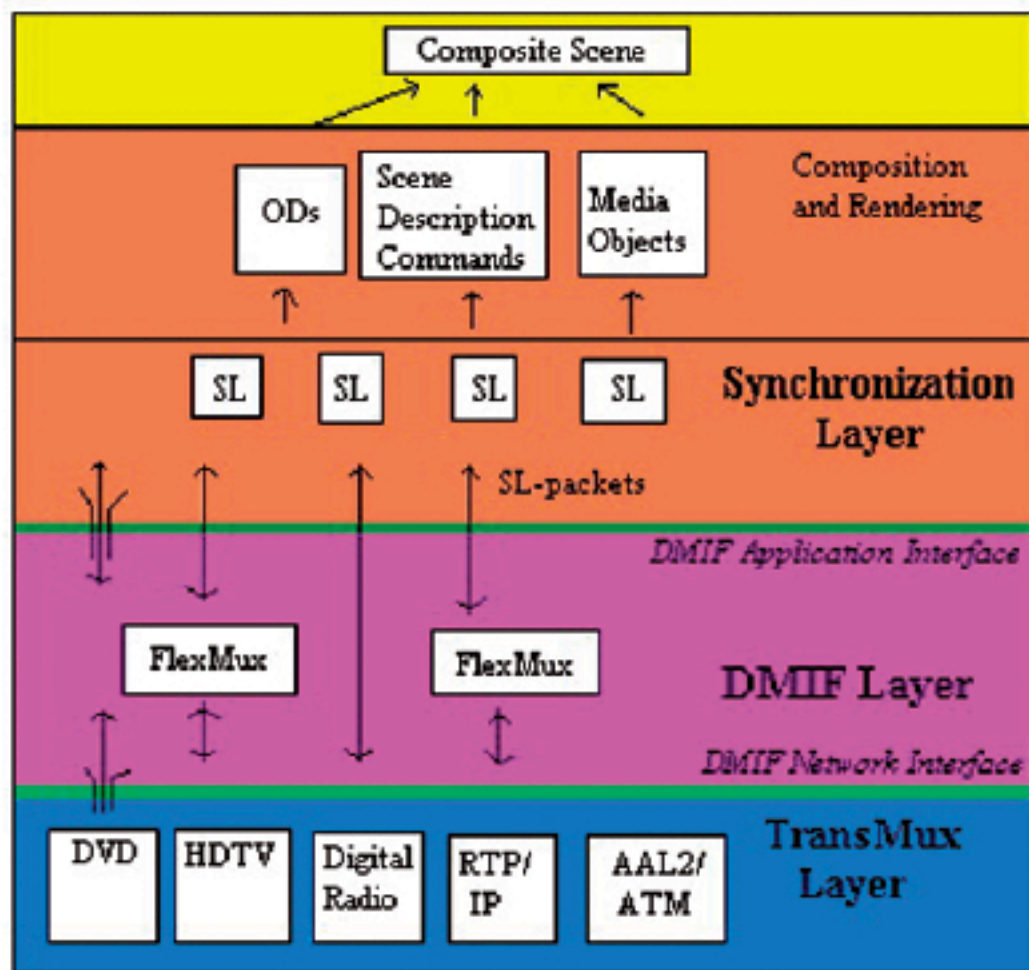 Composite Scene
ODs
Scene
Description
Commands
Media
Objects
Composition
and Rendering
SL
SL
SL
SL
Synchronization
Layer
SL-packets
DMIF Application Interface
FlexMux
FlexMux
DMIF Layer
DMIF Network Interface
TransMux
Layer
DVD
HDTV
Digital
Radio
RTP/
IP
AAL2/
ATM